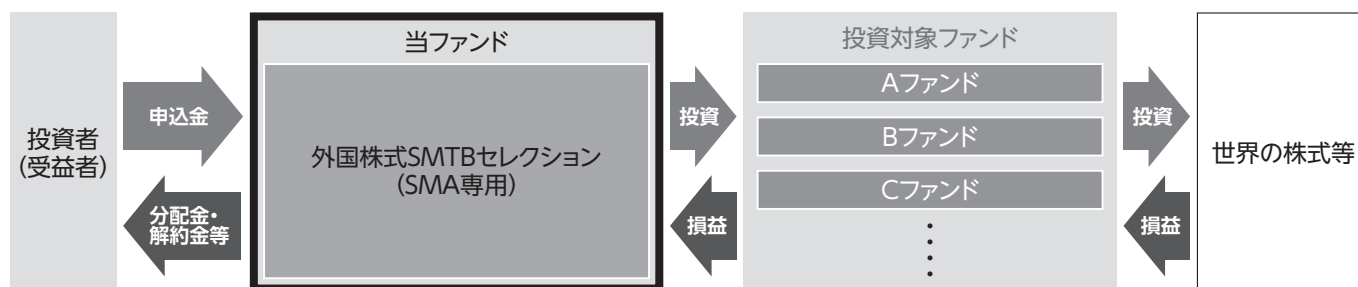 投資者
(受益者)
申込金
分配金・
解約金等
当ファンド
外国株式SMTBセレクション
(SMA専用)
投資
損益
投資対象ファンド
Aファンド
Bファンド
Cファンド
投資
損益
世界の株式等